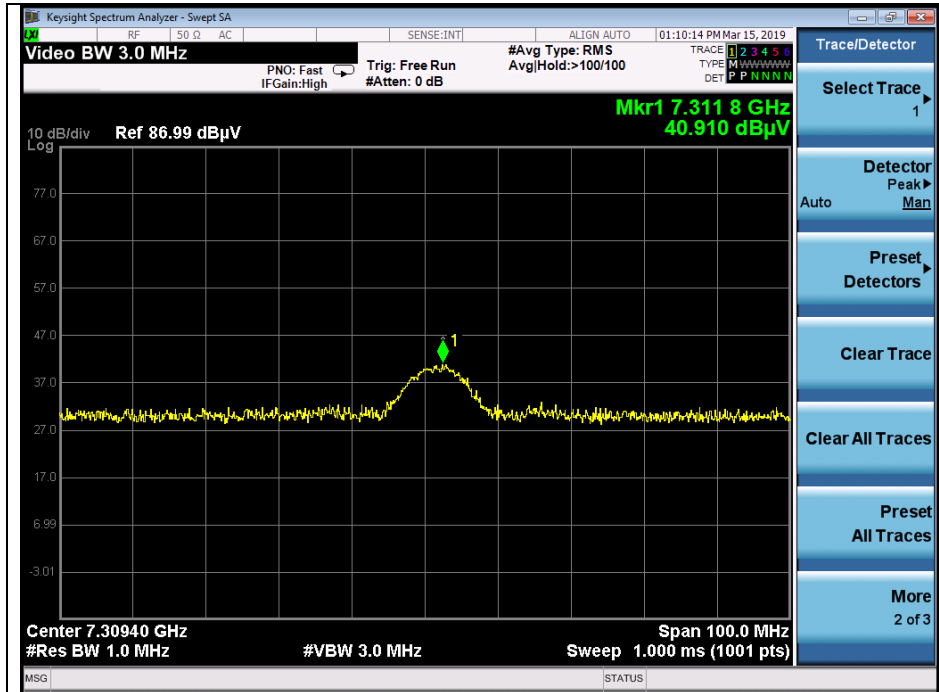 Keysight Spectrum Analyzer - Swept SA
LXI RF 50 Ω AC SENSE:INT ALIGN AUTO 01:10:14 PM Mar 15, 2019
Video BW 3.0 MHz
PNO: Fast
IFGain:High
Trig: Free Run
#Atten: 0 dB
#Avg Type: RMS
Avg|Hold:>100/100
TRACE 1 2 3 4 5 6
TYPE M W W W W W
DET P P N N N N
Mkr1 7.311 8 GHz
40.910 dBµV
10 dB/div
Log
Ref 86.99 dBµV
77.0
67.0
57.0
47.0
1
37.0
27.0
17.0
6.99
-3.01
Center 7.30940 GHz
Span 100.0 MHz
#Res BW 1.0 MHz
#VBW 3.0 MHz
Sweep 1.000 ms (1001 pts)
MSG
STATUS
Trace/Detector
Select Trace
1
Detector
Peak
Auto Man
Preset
Detectors
Clear Trace
Clear All Traces
Preset
All Traces
More
2 of 3